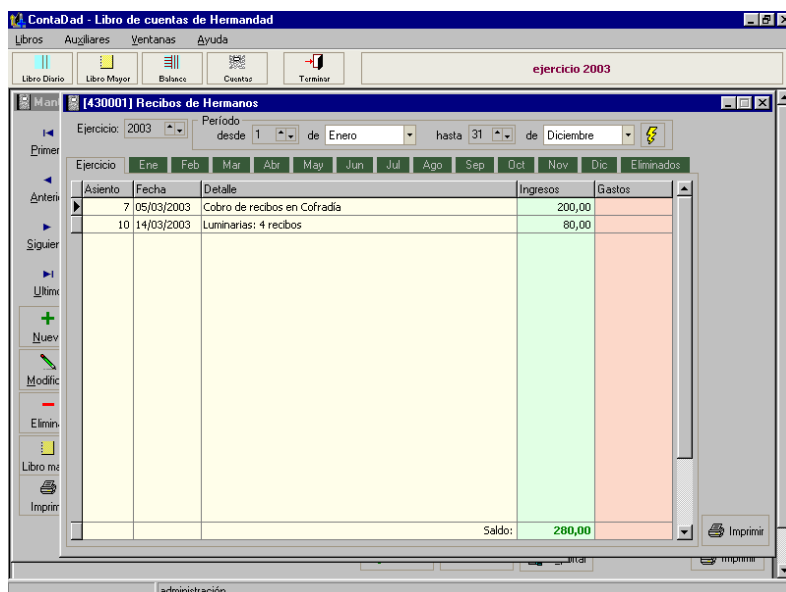 ContaDad - Libro de cuentas de Hermandad
Libros Auxiliares Ventanas Ayuda
Libro Diario Libro Mayor Balance Cuentas Terminar ejercicio 2003
[430001] Recibos de Hermanos
Ejercicio: 2003 Período desde 1 de Enero hasta 31 de Diciembre
Ejercicio Ene Feb Mar Abr May Jun Jul Ago Sep Oct Nov Dic Eliminados
Asiento Fecha Detalle Ingresos Gastos
7 05/03/2003 Cobro de recibos en Cofradía 200,00
10 14/03/2003 Luminarias: 4 recibos 80,00
Saldo: 280,00
Imprimir
Man
Primer
Anteri
Siguier
Ultimo
Nuev
Modific
Elimin
Libro ma
Imprim
Imprimir
administración